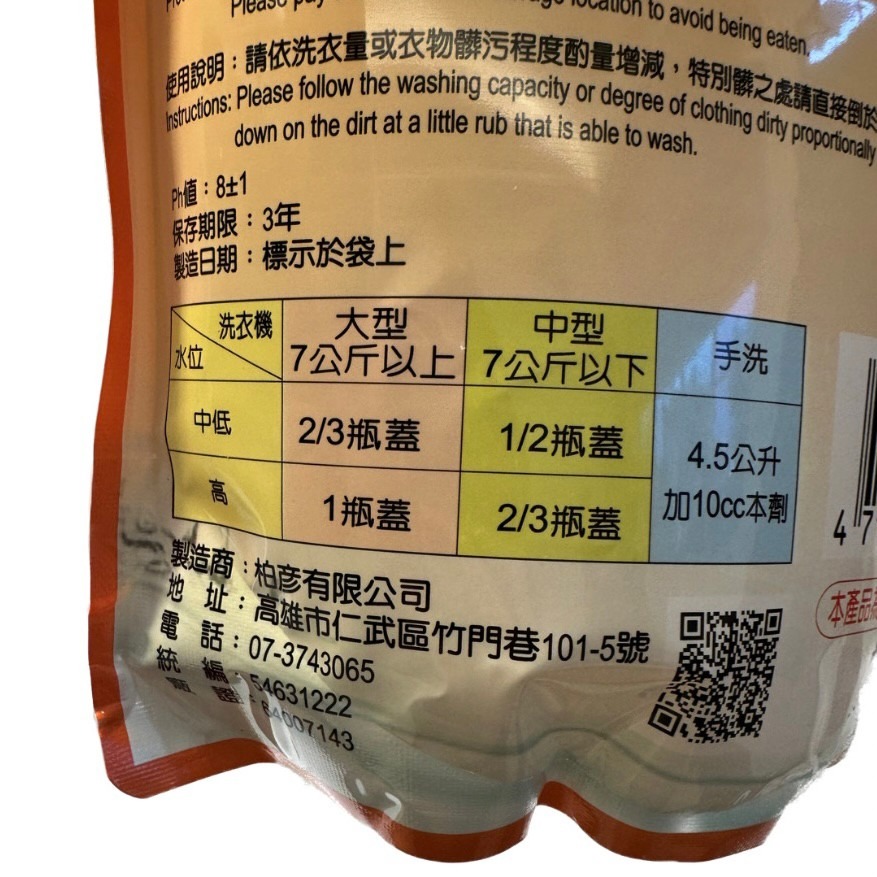 Please pay
location to avoid being eaten.
使用說明：請依洗衣量或衣物髒污程度酌量增減，特別髒之處請直接倒於
Instructions: Please follow the washing capacity or degree of clothing dirty proportionally
down on the dirt at a little rub that is able to wash.
Ph值：8±1
保存期限：3年
製造日期：標示於袋上
洗衣機 水位 大型 7公斤以上 中型 7公斤以下 手洗
中低 2/3瓶蓋 1/2瓶蓋 4.5公升
高 1瓶蓋 2/3瓶蓋 加10cc本劑
製造商：柏彥有限公司
地址：高雄市仁武區竹門巷101-5號
電話：07-3743065
統編：54631222
64007143
4 7
本產品